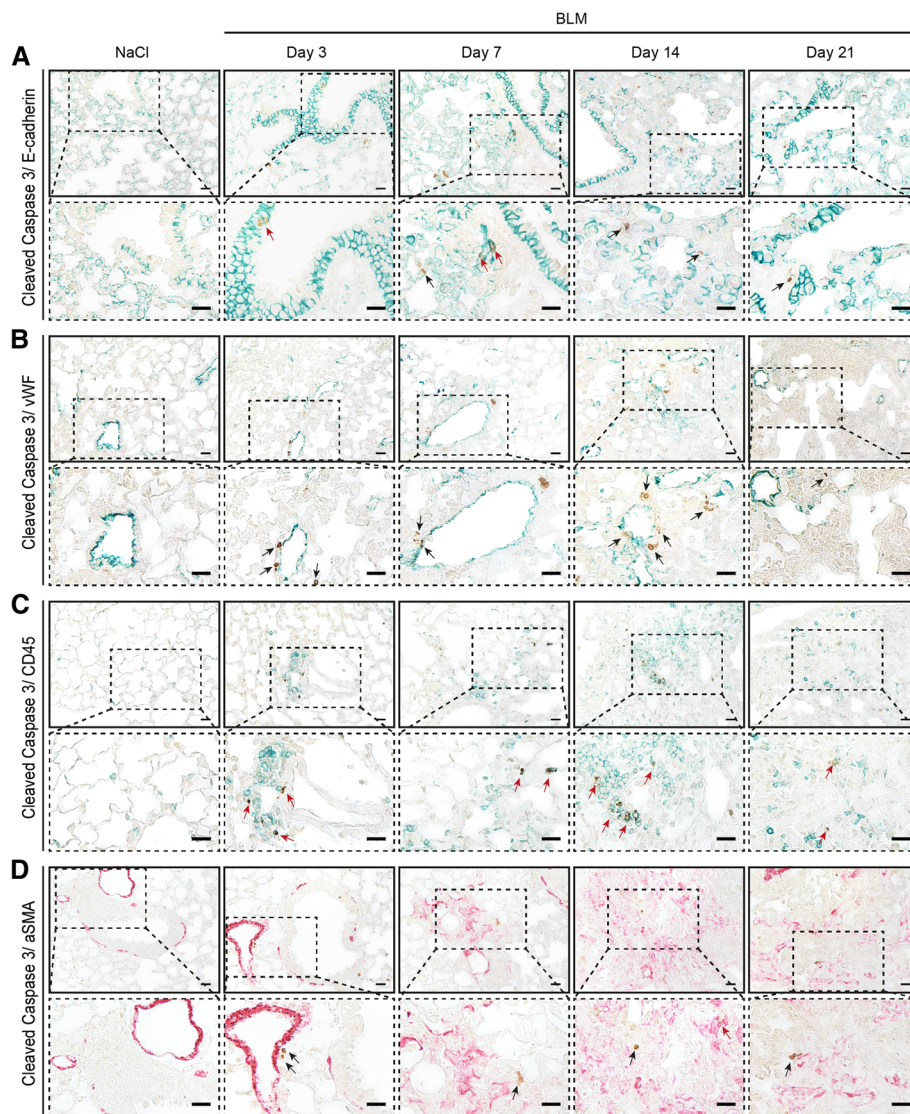 BLM
NaCl
Day 3
Day 7
Day 14
Day 21
A
Cleaved Caspase 3/ E-cadherin
B
Cleaved Caspase 3/ vWF
C
Cleaved Caspase 3/ CD45
D
Cleaved Caspase 3/ aSMA